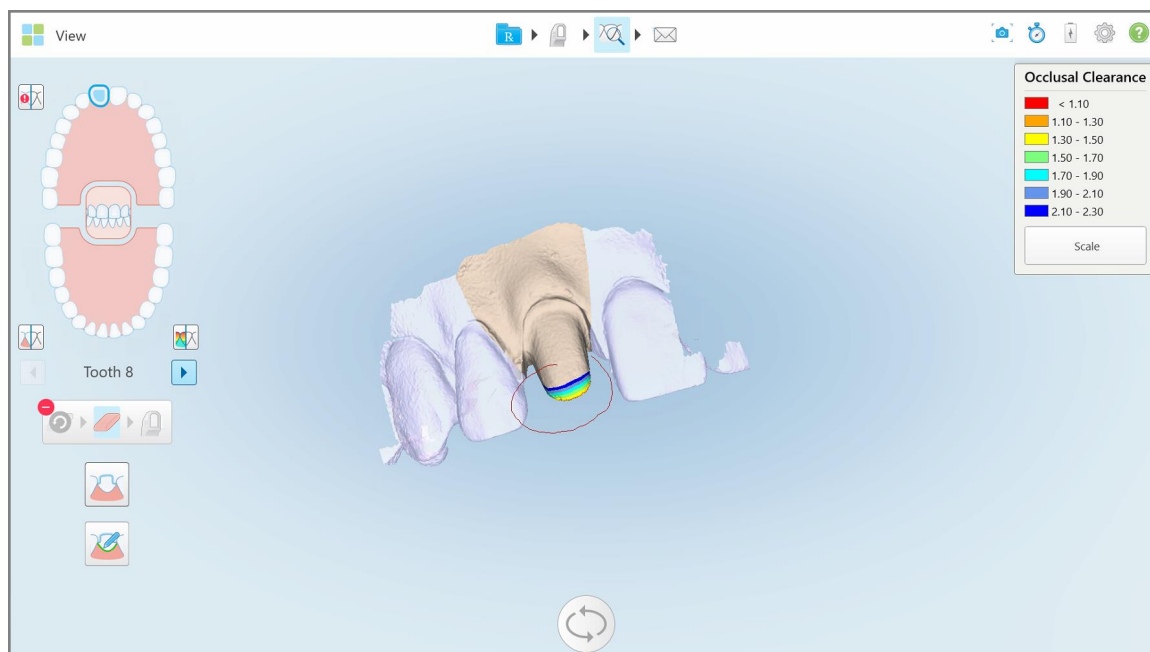 View
R
?
Occlusal Clearance
< 1.10
1.10 - 1.30
1.30 - 1.50
1.50 - 1.70
1.70 - 1.90
1.90 - 2.10
2.10 - 2.30
Scale
Tooth 8